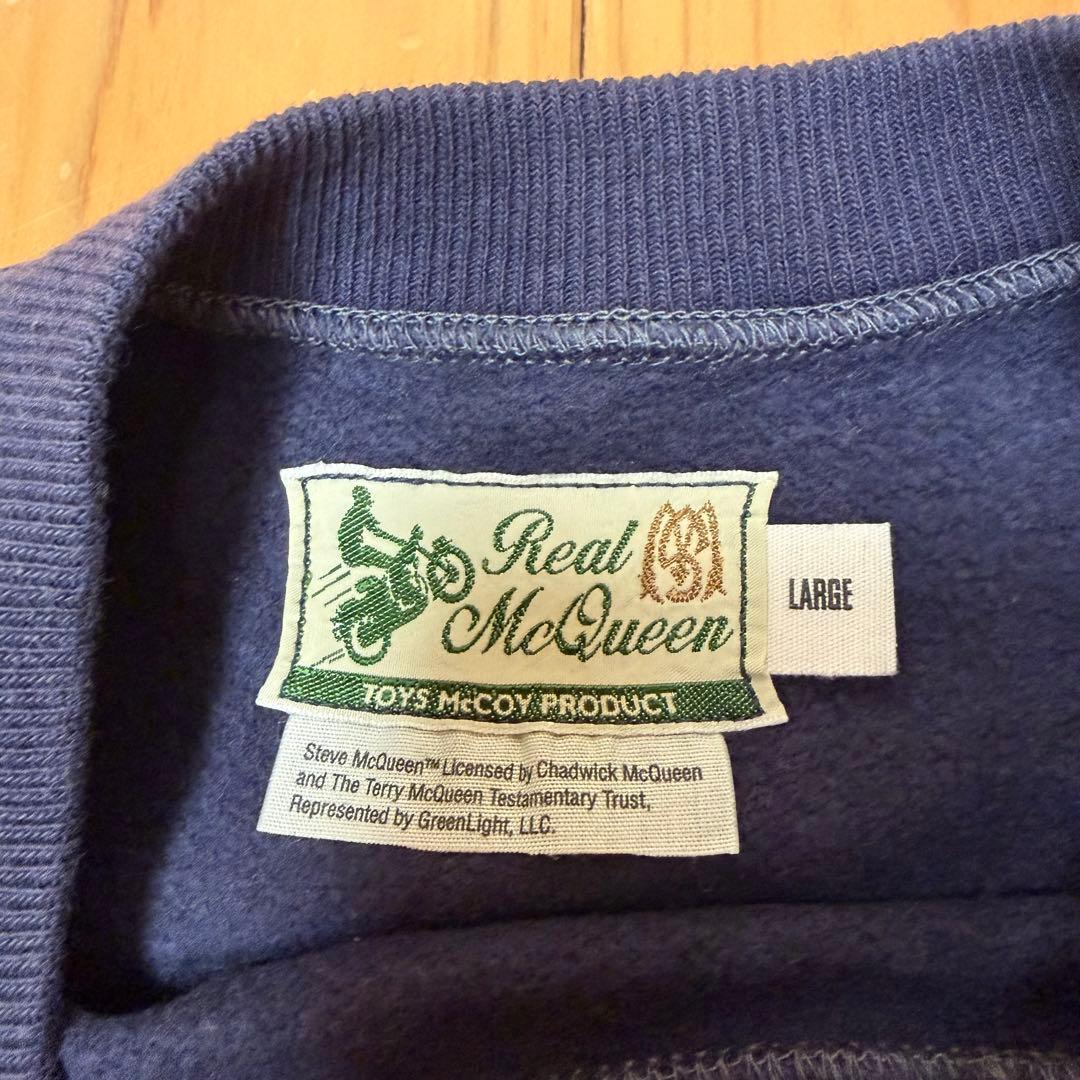 Real
McQueen
TOYS McCOY PRODUCT
LARGE
Steve McQueen™ Licensed by Chadwick McQueen
and The Terry McQueen Testamentary Trust,
Represented by GreenLight, LLC.